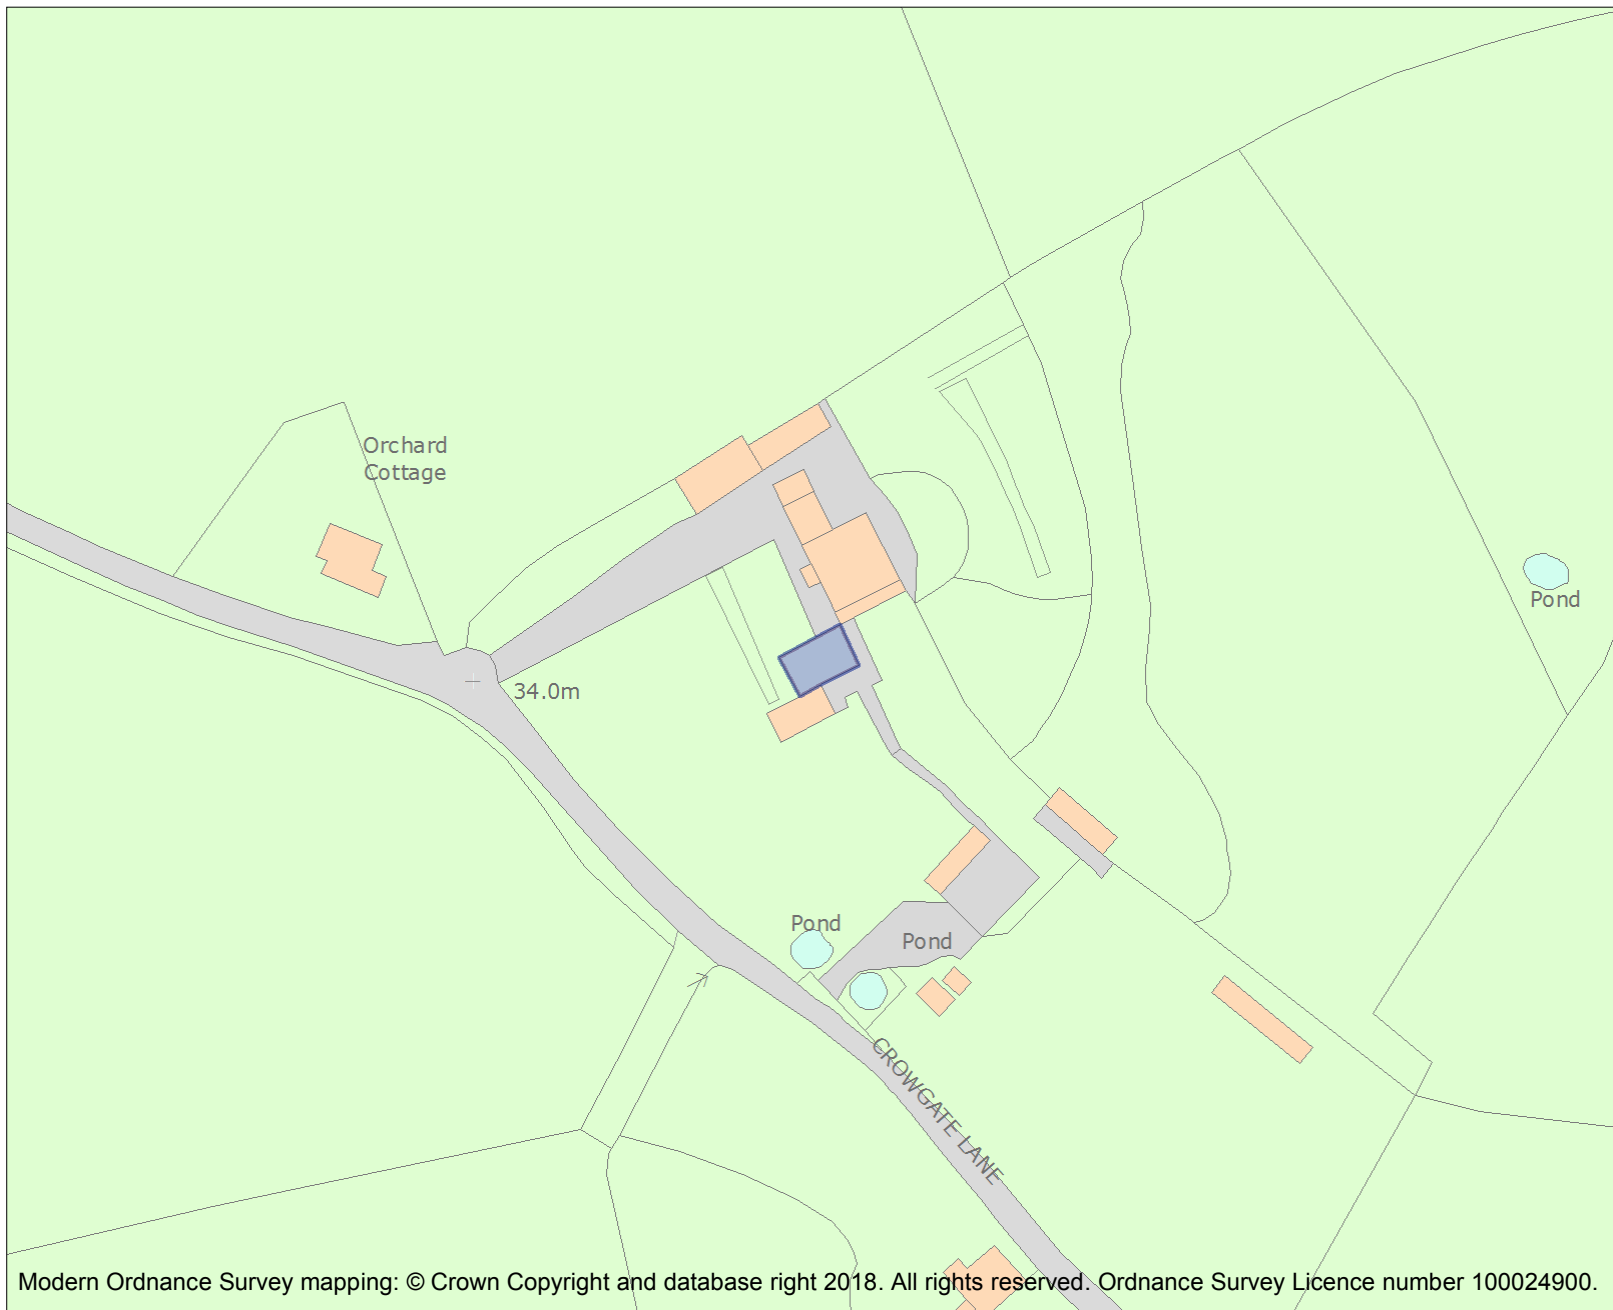 Orchard
Cottage
Pond
34.0m
Pond
Pond
CROWGATE LANE
Modern Ordnance Survey mapping: © Crown Copyright and database right 2018. All rights reserved. Ordnance Survey Licence number 100024900.